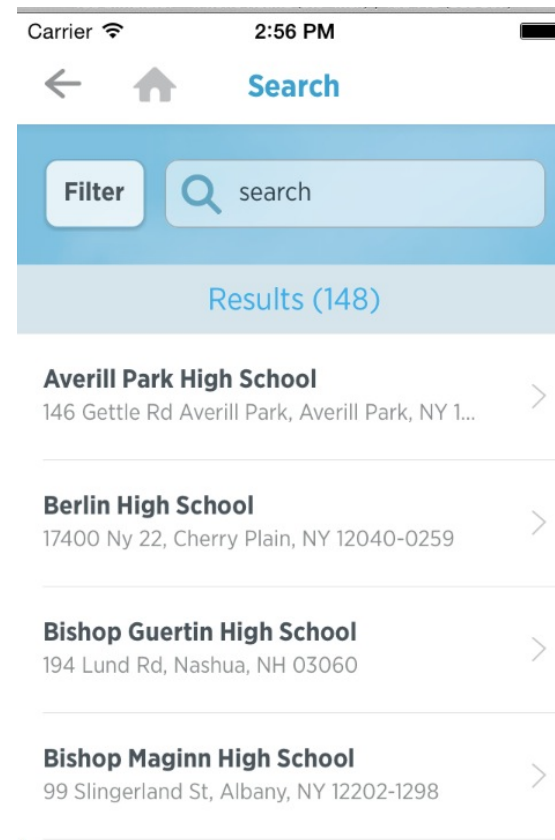 Carrier 2:56 PM
Search
Filter search
Results (148)
Averill Park High School
146 Gettle Rd Averill Park, Averill Park, NY 1...
Berlin High School
17400 Ny 22, Cherry Plain, NY 12040-0259
Bishop Guertin High School
194 Lund Rd, Nashua, NH 03060
Bishop Maginn High School
99 Slingerland St, Albany, NY 12202-1298